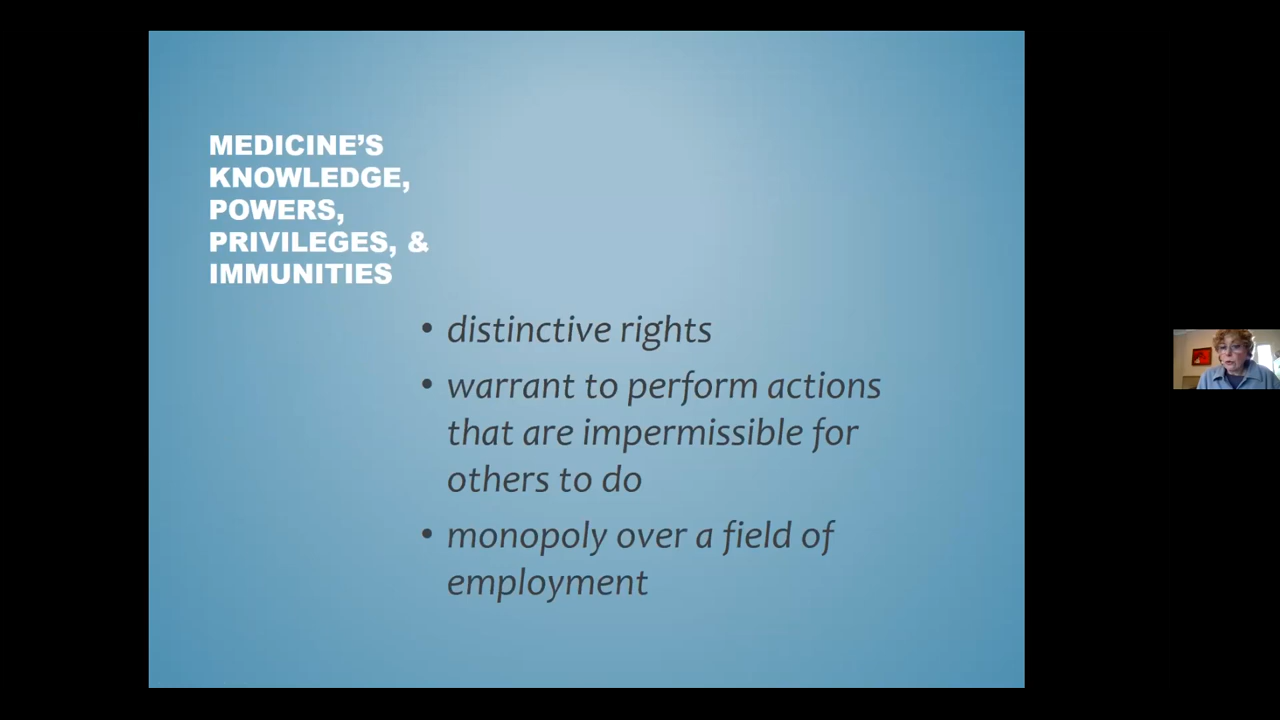 MEDICINE’S
KNOWLEDGE,
POWERS,
PRIVILEGES, &
IMMUNITIES
• distinctive rights
• warrant to perform actions
that are impermissible for
others to do
• monopoly over a field of
employment